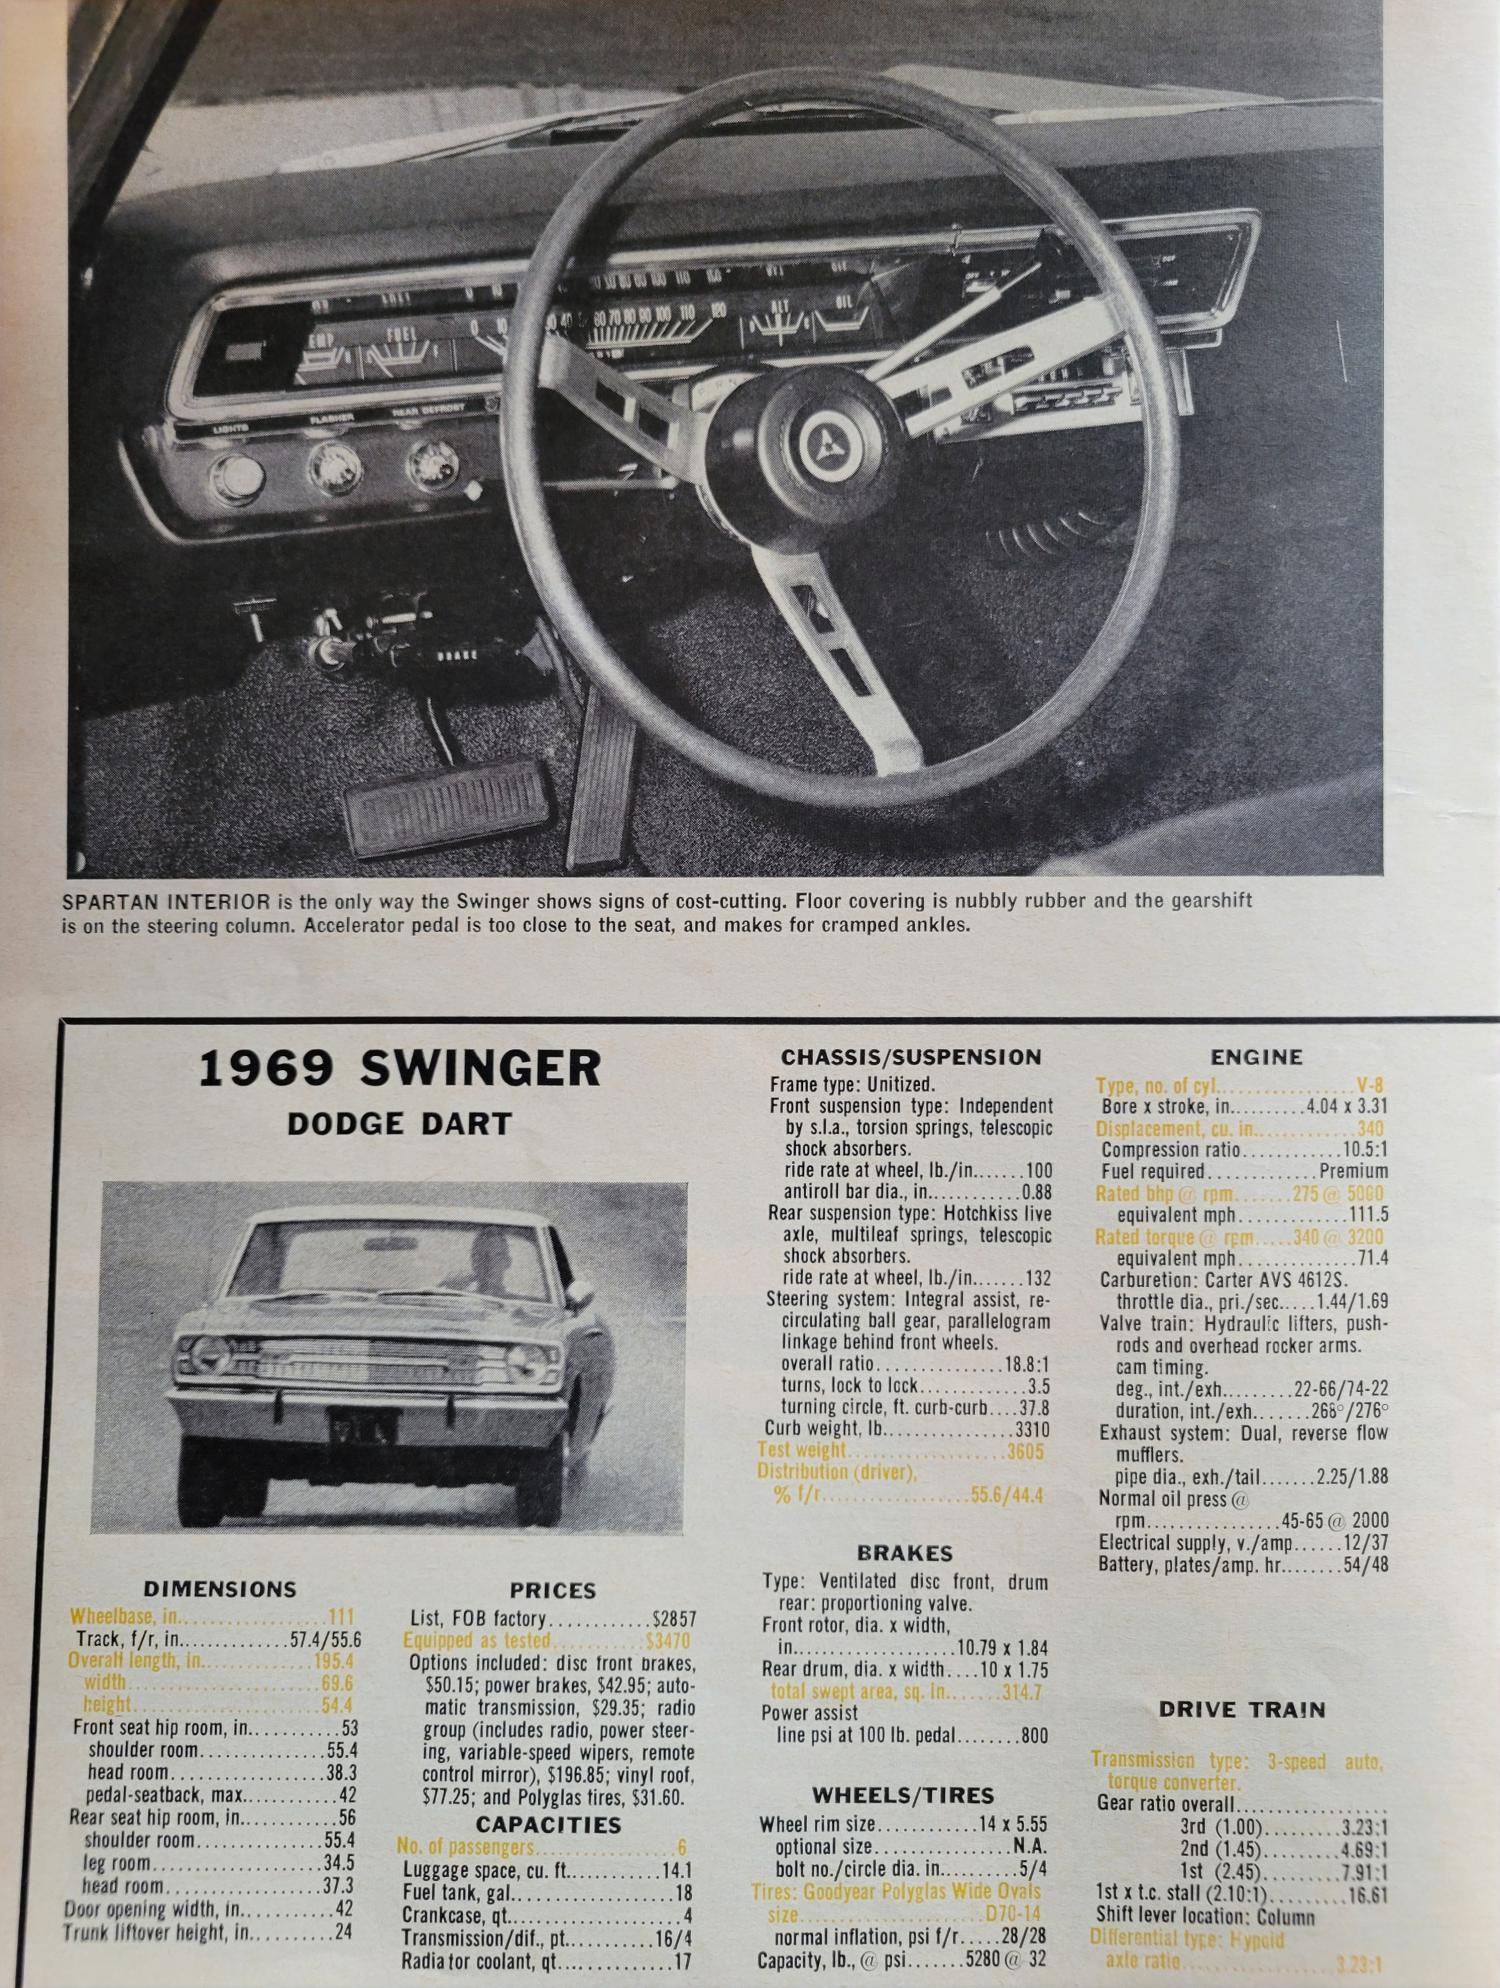 LIGHTS
FLASHER
REAR DEFROST
FUEL
ALT
OIL
BRAKE
SPARTAN INTERIOR is the only way the Swinger shows signs of cost-cutting. Floor covering is nubbly rubber and the gearshift
is on the steering column. Accelerator pedal is too close to the seat, and makes for cramped ankles.
1969 SWINGER
DODGE DART
DIMENSIONS
Wheelbase, in..................111
Track, f/r, in.............57.4/55.6
Overall length, in..............195.4
width........................69.6
height.......................54.4
Front seat hip room, in...........53
shoulder room................55.4
head room....................38.3
pedal-seatback, max............42
Rear seat hip room, in............56
shoulder room................55.4
leg room.....................34.5
head room....................37.3
Door opening width, in............42
Trunk liftover height, in..........24
PRICES
List, FOB factory............$2857
Equipped as tested..........$3470
Options included: disc front brakes,
$50.15; power brakes, $42.95; auto-
matic transmission, $29.35; radio
group (includes radio, power steer-
ing, variable-speed wipers, remote
control mirror), $196.85; vinyl roof,
$77.25; and Polyglas tires, $31.60.
CAPACITIES
No. of passengers................6
Luggage space, cu. ft..........14.1
Fuel tank, gal..................18
Crankcase, qt...................4
Transmission/dif., pt..........16/4
Radiator coolant, qt............17
CHASSIS/SUSPENSION
Frame type: Unitized.
Front suspension type: Independent
by s.l.a., torsion springs, telescopic
shock absorbers.
ride rate at wheel, lb./in.......100
antiroll bar dia., in...........0.88
Rear suspension type: Hotchkiss live
axle, multileaf springs, telescopic
shock absorbers.
ride rate at wheel, lb./in.......132
Steering system: Integral assist, re-
circulating ball gear, parallelogram
linkage behind front wheels.
overall ratio...............18.8:1
turns, lock to lock.............3.5
turning circle, ft. curb-curb....37.8
Curb weight, lb................3310
Test weight....................3605
Distribution (driver),
% f/r..................55.6/44.4
BRAKES
Type: Ventilated disc front, drum
rear: proportioning valve.
Front rotor, dia. x width,
in....................10.79 x 1.84
Rear drum, dia. x width....10 x 1.75
total swept area, sq. in.......314.7
Power assist
line psi at 100 lb. pedal........800
WHEELS/TIRES
Wheel rim size............14 x 5.55
optional size.................N.A.
bolt no./circle dia. in..........5/4
Tires: Goodyear Polyglas Wide Ovals
size.......................D70-14
normal inflation, psi f/r.....28/28
Capacity, lb., @ psi.......5280 @ 32
ENGINE
Type, no. of cyl................V-8
Bore x stroke, in..........4.04 x 3.31
Displacement, cu. in............340
Compression ratio............10.5:1
Fuel required.............Premium
Rated bhp @ rpm.......275 @ 5000
equivalent mph.............111.5
Rated torque @ rpm.....340 @ 3200
equivalent mph..............71.4
Carburetion: Carter AVS 4612S.
throttle dia., pri./sec.....1.44/1.69
Valve train: Hydraulic lifters, push-
rods and overhead rocker arms.
cam timing.
deg., int./exh.........22-66/74-22
duration, int./exh.......268°/276°
Exhaust system: Dual, reverse flow
mufflers.
pipe dia., exh./tail.......2.25/1.88
Normal oil press @
rpm................45-65 @ 2000
Electrical supply, v./amp......12/37
Battery, plates/amp. hr........54/48
DRIVE TRAIN
Transmission type: 3-speed auto,
torque converter.
Gear ratio overall..................
3rd (1.00).........3.23:1
2nd (1.45).........4.69:1
1st (2.45).........7.91:1
1st x t.c. stall (2.10:1).........16.61
Shift lever location: Column
Differential type: Hypoid
axle ratio....................3.23:1